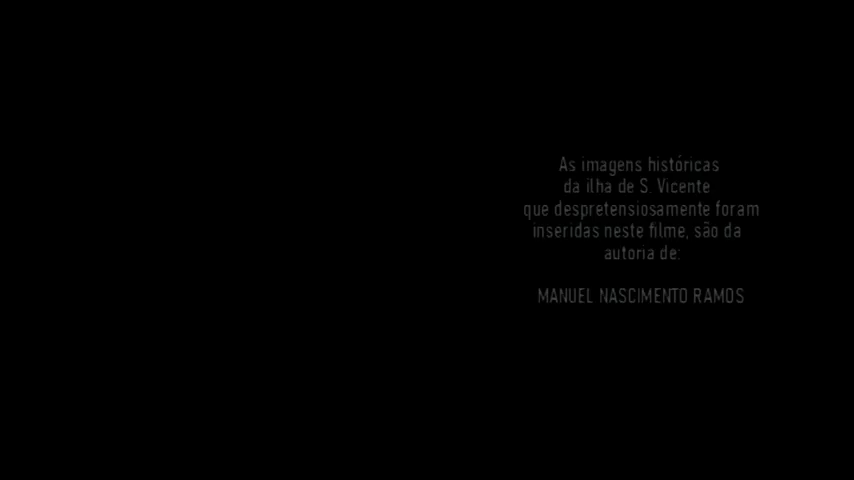 As imagens históricas
da ilha de S. Vicente
que despretensiosamente foram
inseridas neste filme, são da
autoria de:
MANUEL NASCIMENTO RAMOS